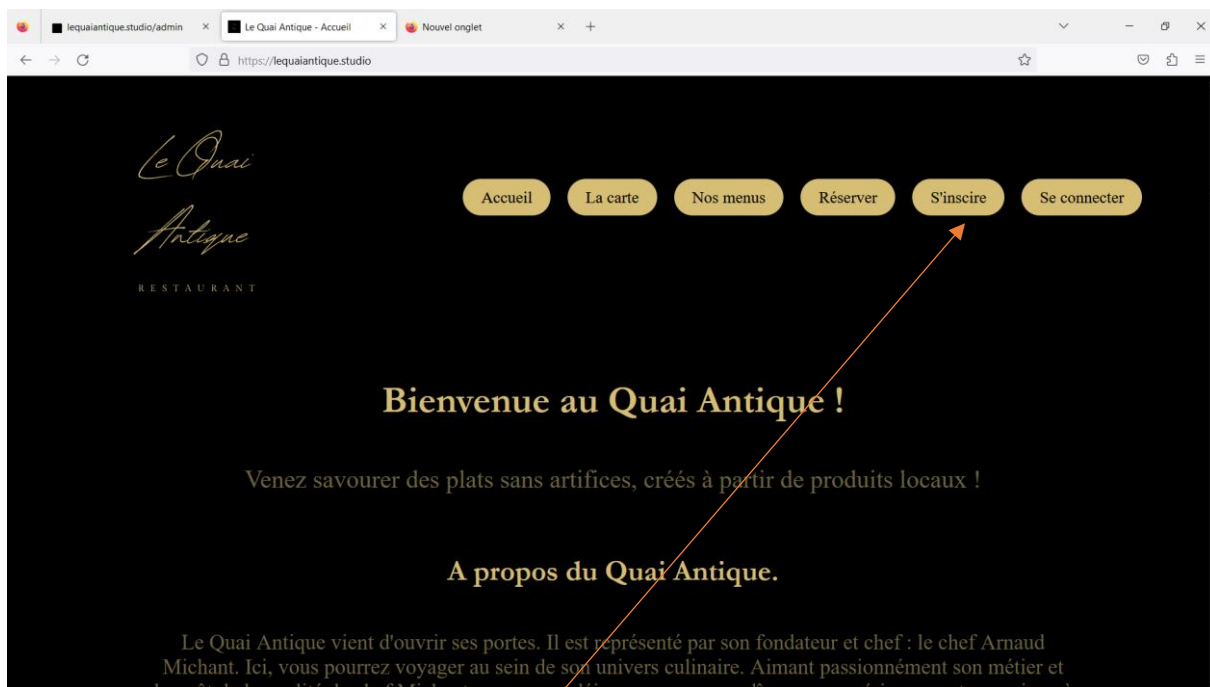 lequaiantique.studio/admin
Le Quai Antique - Accueil
Nouvel onglet
https://lequaiantique.studio
Le Quai
Antique
RESTAURANT
Accueil
La carte
Nos menus
Réserver
S'inscire
Se connecter
Bienvenue au Quai Antique !
Venez savourer des plats sans artifices, créés à partir de produits locaux !
A propos du Quai Antique.
Le Quai Antique vient d'ouvrir ses portes. Il est représenté par son fondateur et chef : le chef Arnaud
Michant. Ici, vous pourrez voyager au sein de son univers culinaire. Aimant passionnément son métier et